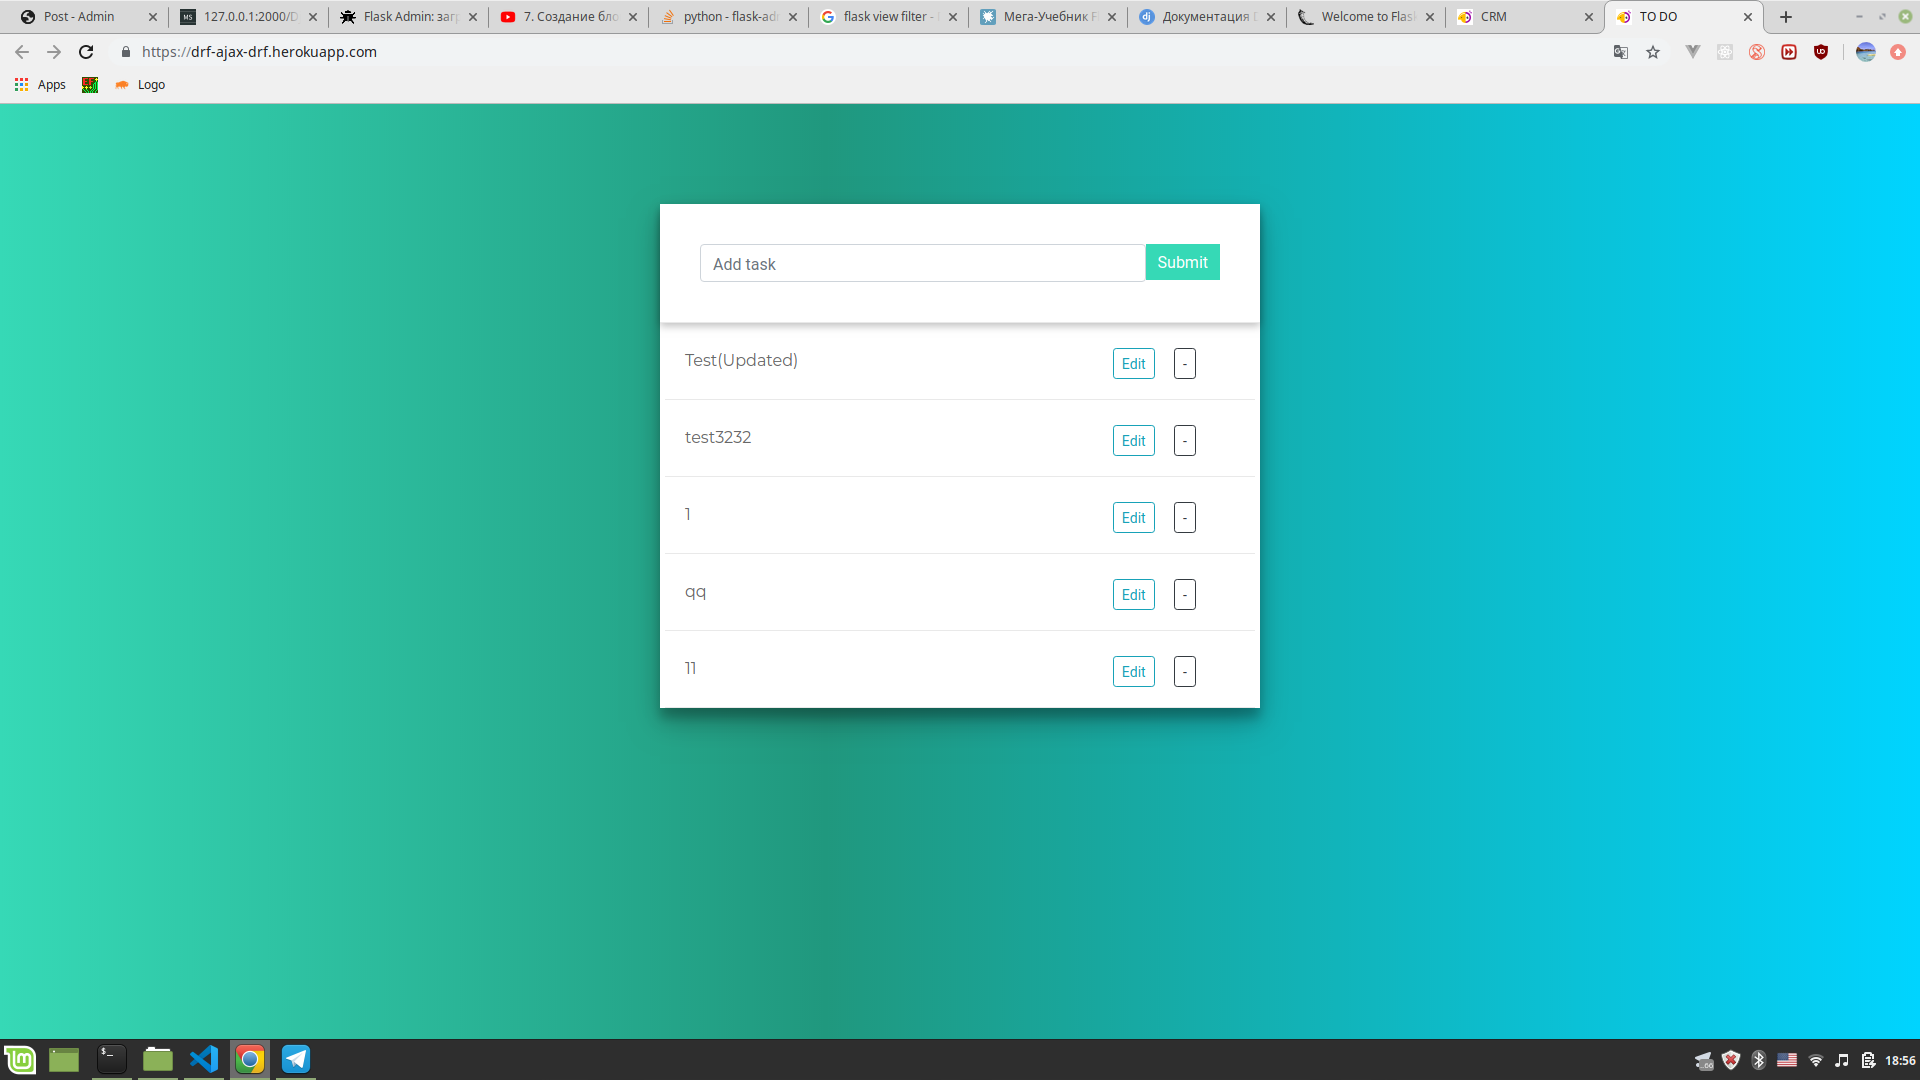 Post - Admin
127.0.0.1:2000/D
Flask Admin: заг
7. Создание бло
python - flask-ad
flask view filter -
Мега-Учебник F
Документация
Welcome to Flas
CRM
TO DO
https://drf-ajax-drf.herokuapp.com
Apps
Logo
Add task
Submit
Test(Updated)
Edit
-
test3232
Edit
-
1
Edit
-
qq
Edit
-
11
Edit
-
18:56